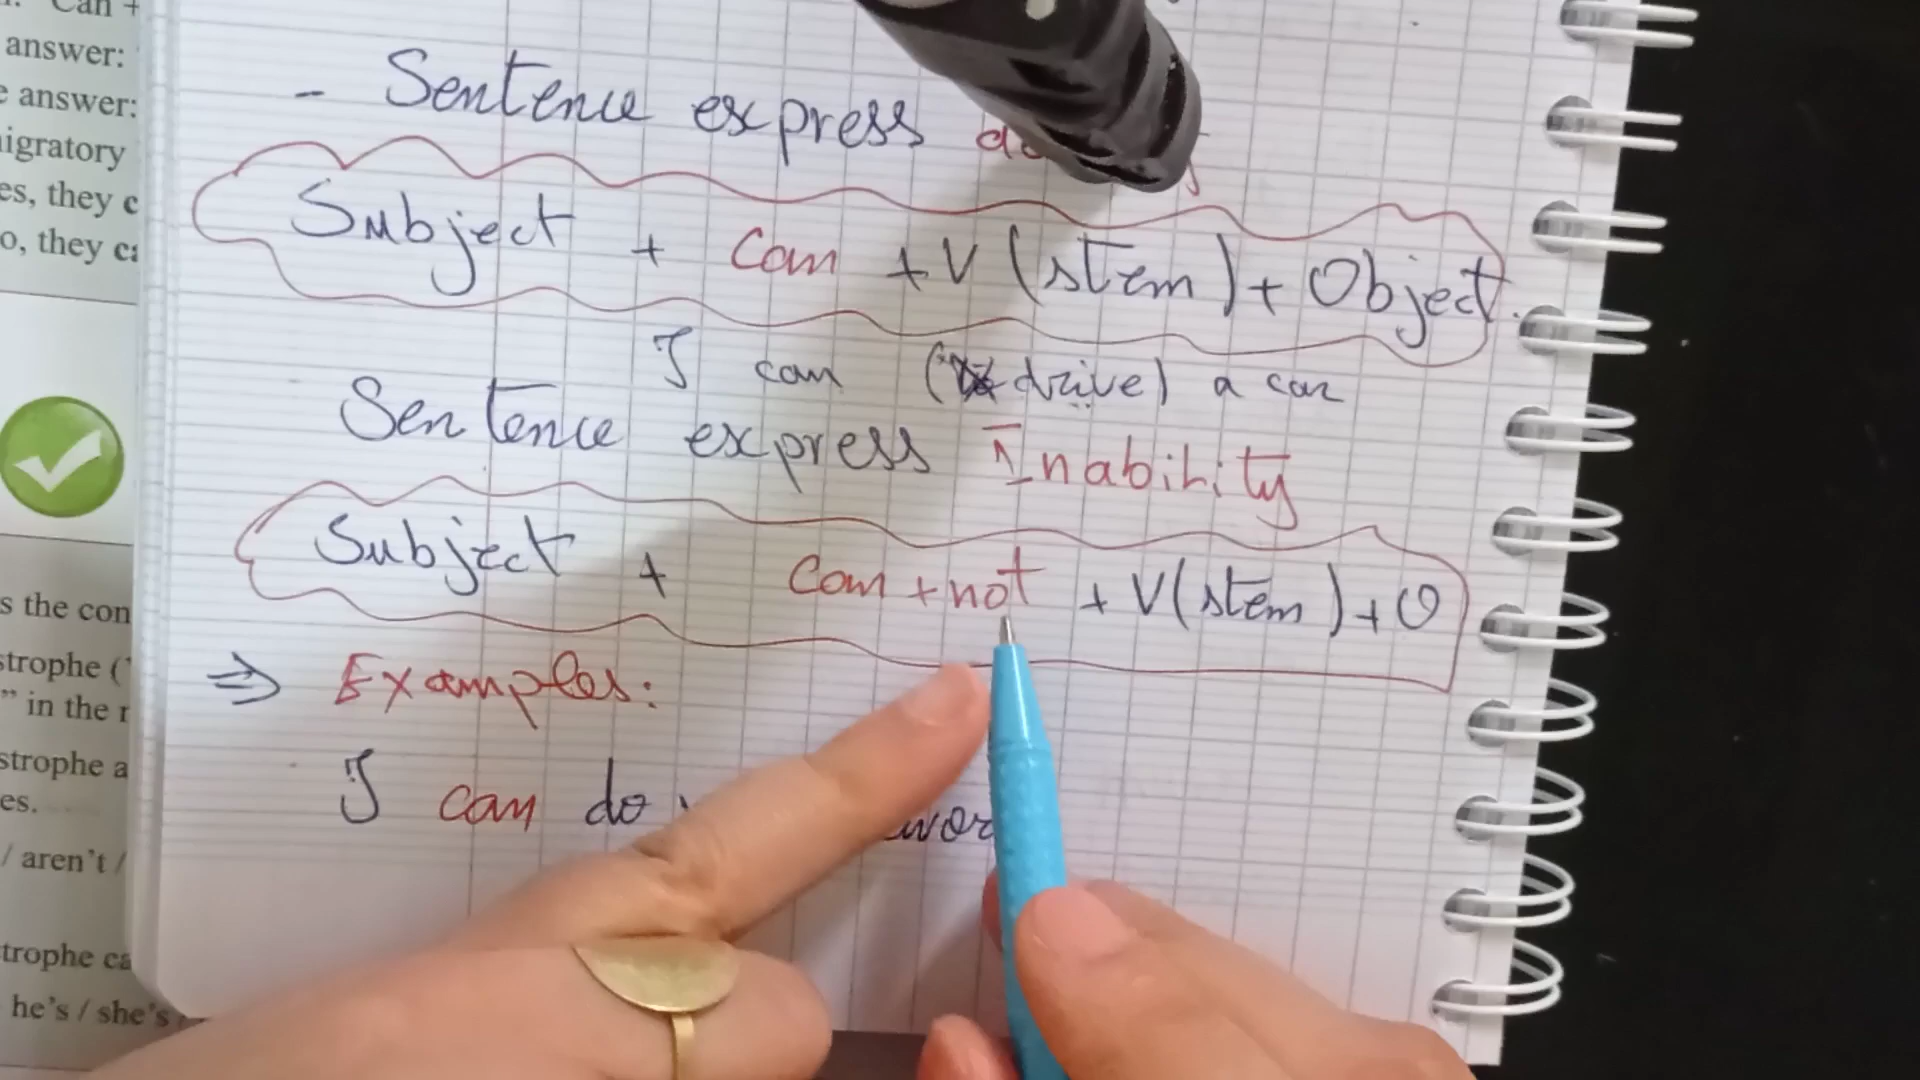 Can +
answer:
answer:
es, they c
o, they ca
s the con
strophe (
" in the r
strophe a
es.
/ aren't /
trophe ca
he's / she's
- Sentence express
Subject + Can + V (stem) + Object.
I can (drive) a car
Sentence express Inability
Subject + Can + not + V (stem) + O
⇒ Examples:
I can do